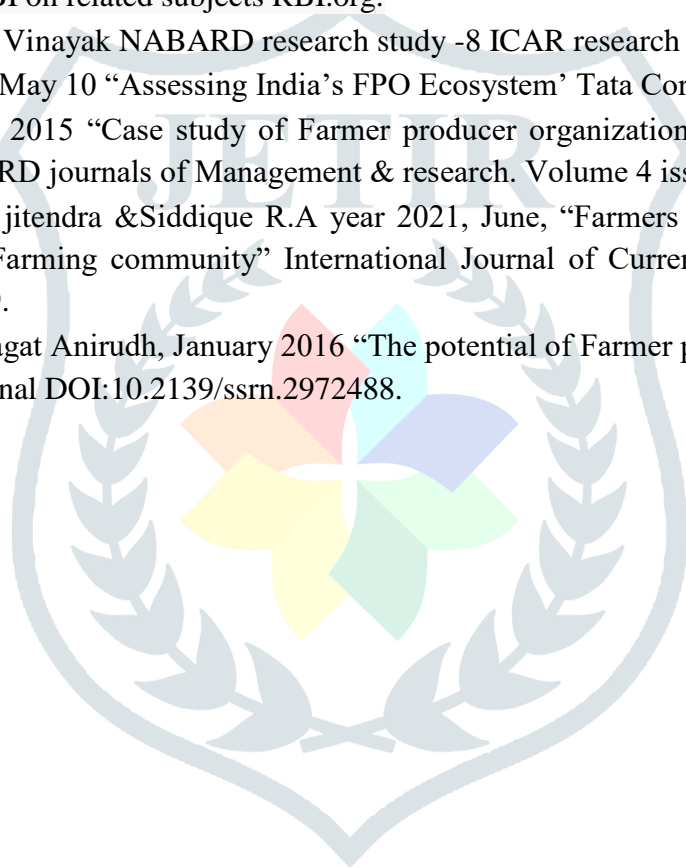 on related subjects RBI.org.
Vinayak NABARD research study -8 ICAR research
May 10 “Assessing India’s FPO Ecosystem’ Tata Cor
2015 “Case study of Farmer producer organization
RD journals of Management & research. Volume 4 iss
jitendra &Siddique R.A year 2021, June, “Farmers
Farming community” International Journal of Curren
agat Anirudh, January 2016 “The potential of Farmer p
nal DOI:10.2139/ssrn.2972488.
JETIR